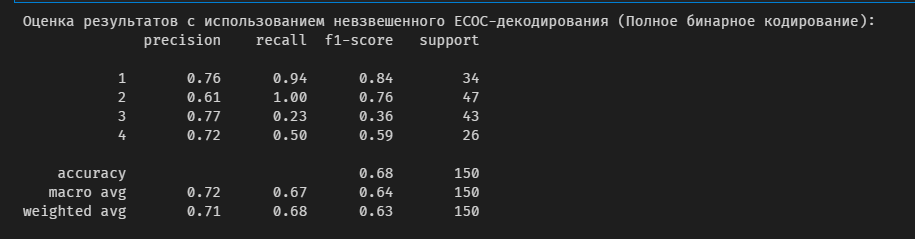 Оценка результатов с использованием невзвешенного ECOC-декодирования (Полное бинарное кодирование):
precision recall f1-score support
1 0.76 0.94 0.84 34
2 0.61 1.00 0.76 47
3 0.77 0.23 0.36 43
4 0.72 0.50 0.59 26
accuracy 0.68 150
macro avg 0.72 0.67 0.64 150
weighted avg 0.71 0.68 0.63 150